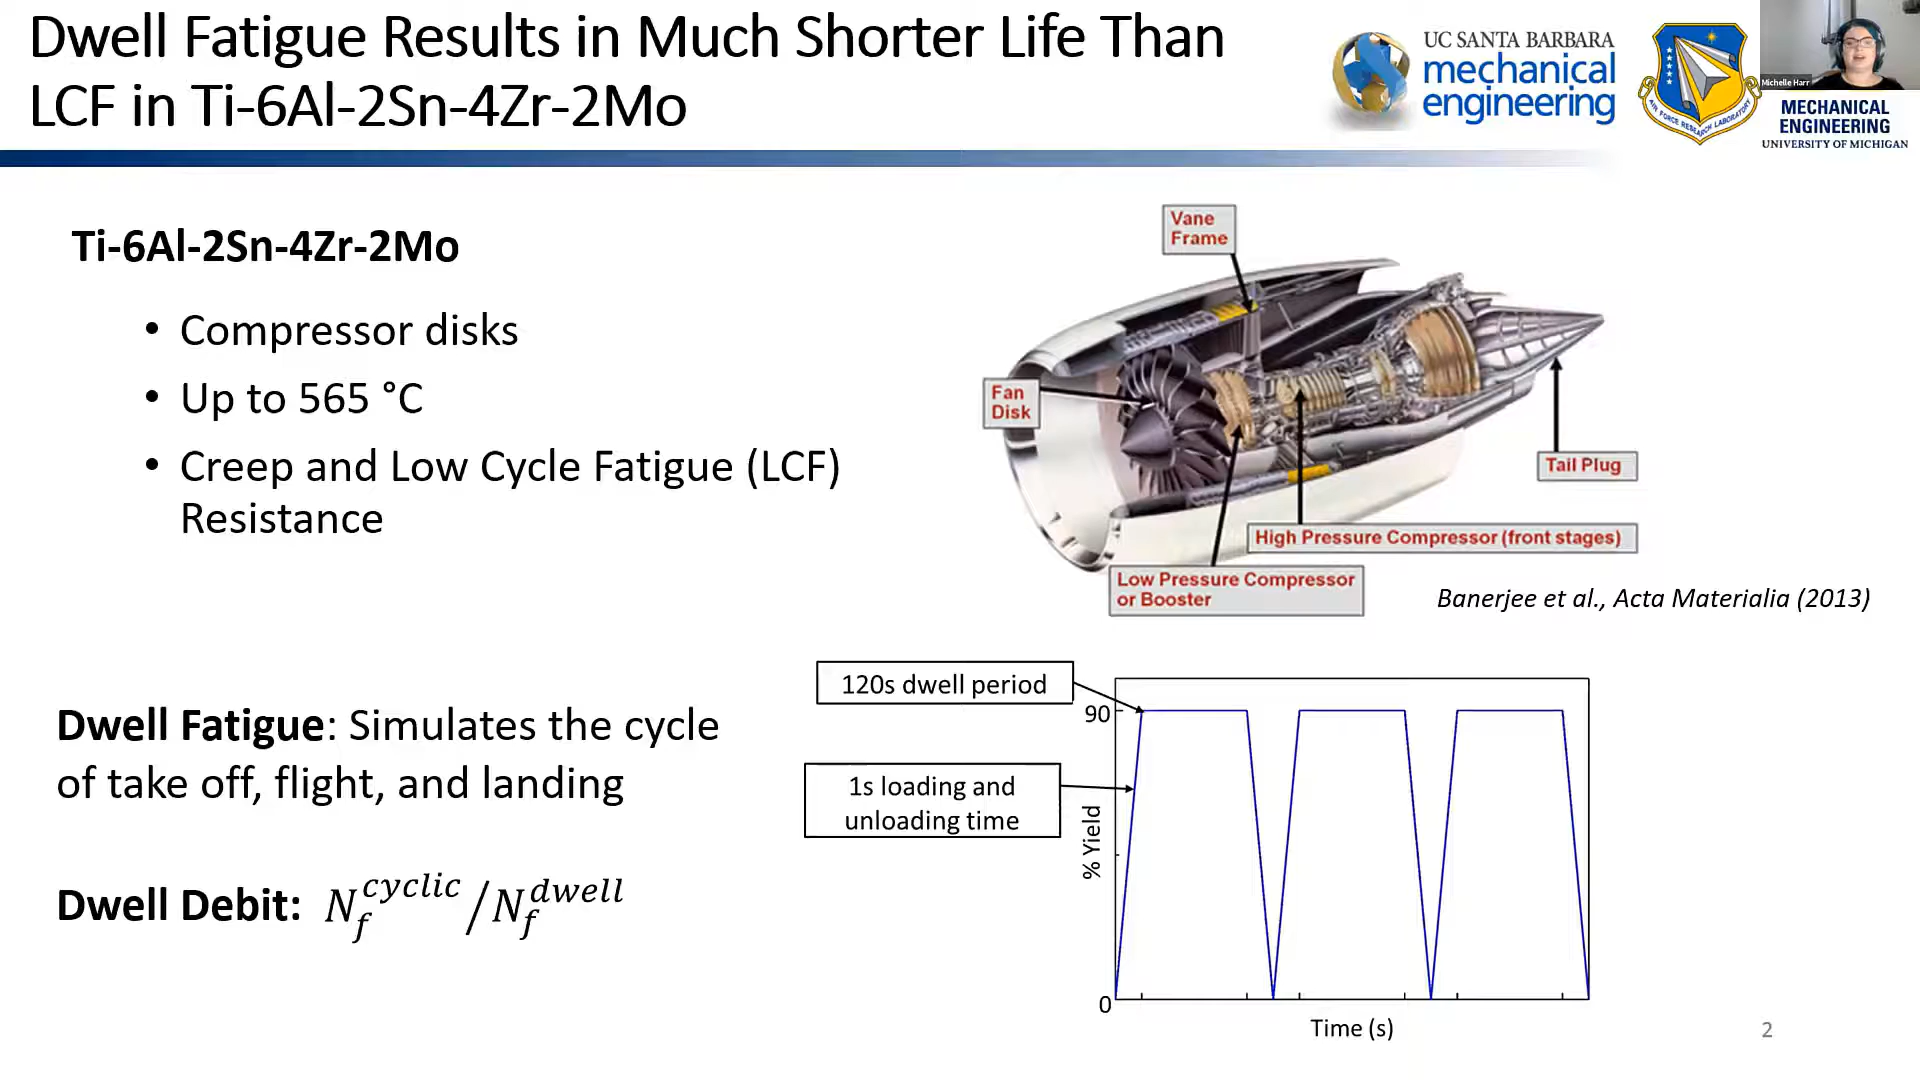 Dwell Fatigue Results in Much Shorter Life Than
LCF in Ti-6Al-2Sn-4Zr-2Mo
UC SANTA BARBARA
mechanical
engineering
AIR FORCE RESEARCH LABORATORY
Michelle Harr
MECHANICAL
ENGINEERING
UNIVERSITY OF MICHIGAN
Ti-6Al-2Sn-4Zr-2Mo
• Compressor disks
• Up to 565 °C
• Creep and Low Cycle Fatigue (LCF)
Resistance
Vane
Frame
Fan
Disk
Tail Plug
High Pressure Compressor (front stages)
Low Pressure Compressor
or Booster
Banerjee et al., Acta Materialia (2013)
Dwell Fatigue: Simulates the cycle
of take off, flight, and landing
Dwell Debit: N_f^{cyclic}/N_f^{dwell}
120s dwell period
1s loading and
unloading time
90
% Yield
0
Time (s)
2